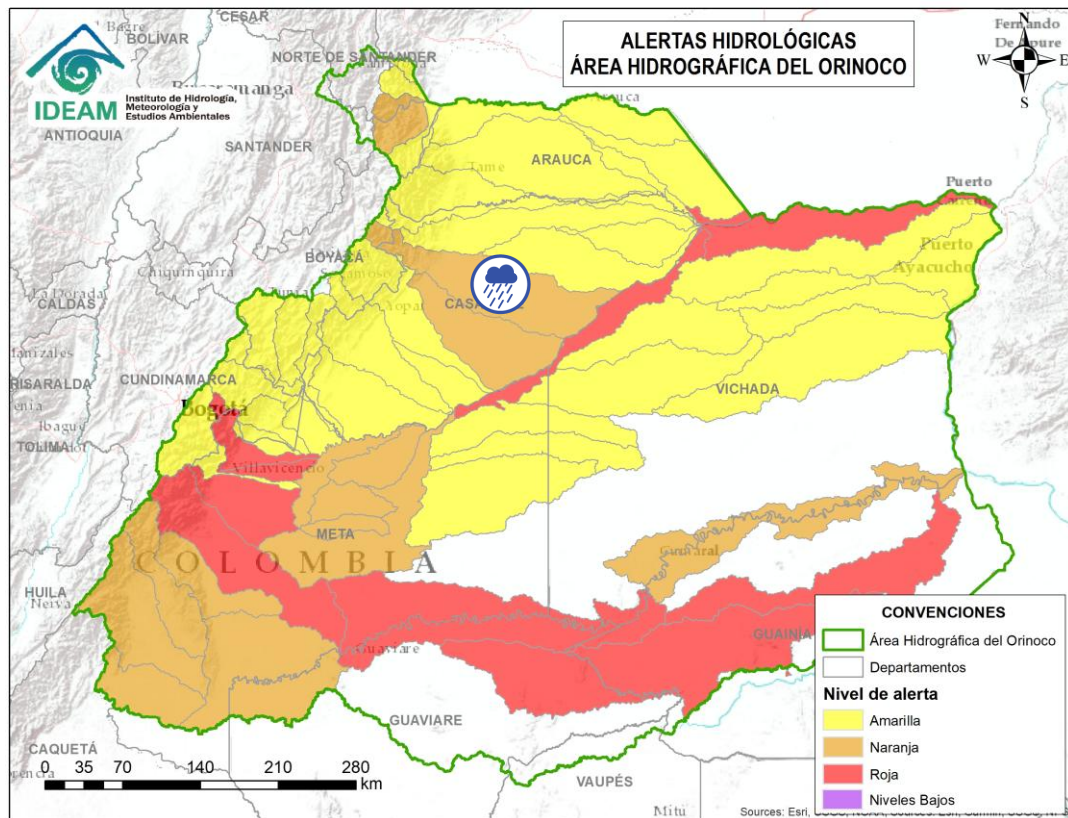 IDEAM
Instituto de Hidrología,
Meteorología y
Estudios Ambientales
ALERTAS HIDROLÓGICAS
ÁREA HIDROGRÁFICA DEL ORINOCO
N
W
E
S
CESAR
BOLÍVAR
NORTE DE SANTANDER
ANTIOQUIA
SANTANDER
Fernando
De Apure
ARAUCA
Tame
Puerto
Puerto
Ayacucho
BOYACÁ
Chiquinquira
CALDAS
Manizales
RISARALDA
CUNDINAMARCA
Bogotá
Ibague
TOLIMA
Villavicencio
VICHADA
META
COLOMBIA
HUILA
Neiva
GUAINÍA
GUAVIARE
CAQUETÁ
VAUPÉS
Mitú
0 35 70 140 210 280
km
CONVENCIONES
Área Hidrográfica del Orinoco
Departamentos
Nivel de alerta
Amarilla
Naranja
Roja
Niveles Bajos
Sources: Esri,